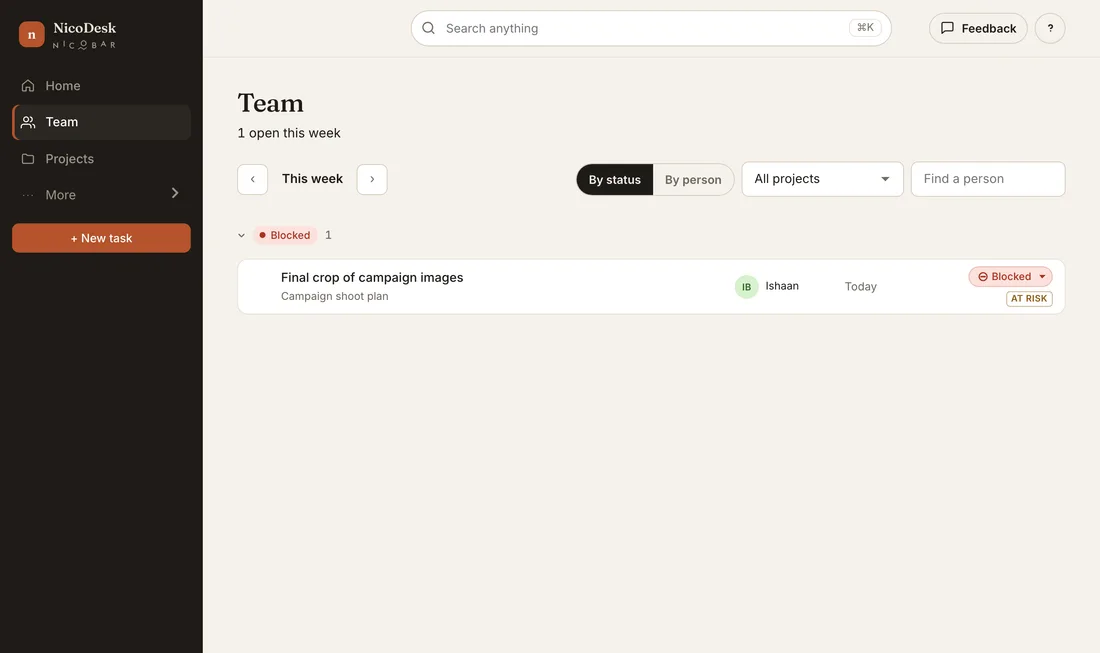 n
NicoDesk
NICOBAR
Home
Team
Projects
More
+ New task
Search anything
⌘K
Feedback
?
Team
1 open this week
‹ This week ›
By status
By person
All projects
Find a person
Blocked 1
Final crop of campaign images
Campaign shoot plan
IB Ishaan
Today
Blocked
AT RISK